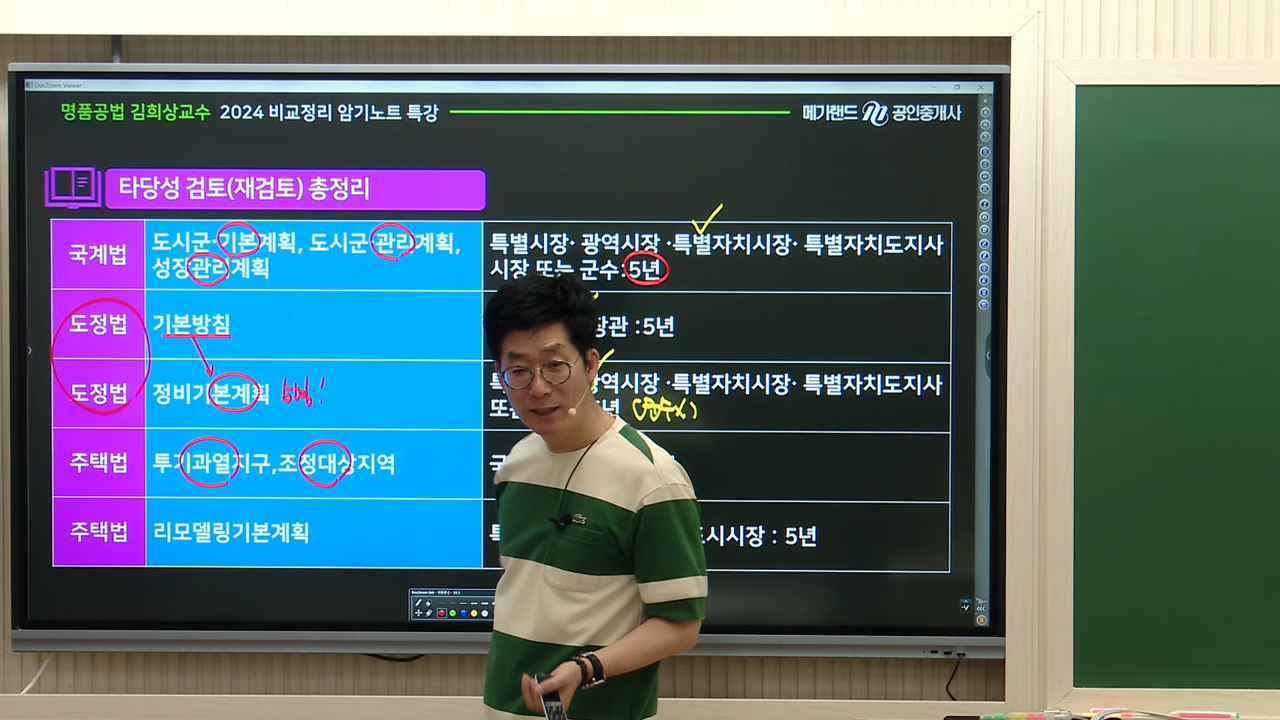 DocZoom Viewer
명품공법 김희상교수 2024 비교정리 암기노트 특강
메가랜드 공인중개사
타당성 검토(재검토) 총정리
국계법 도시군·기본계획, 도시군·관리계획, 성장관리계획 특별시장· 광역시장 ·특별자치시장· 특별자치도지사 시장 또는 군수:5년
도정법 기본방침 장관 :5년
도정법 정비기본계획 특별자치시장· 특별자치도지사
주택법 투기과열지구,조정대상지역
주택법 리모델링기본계획 도시시장 : 5년